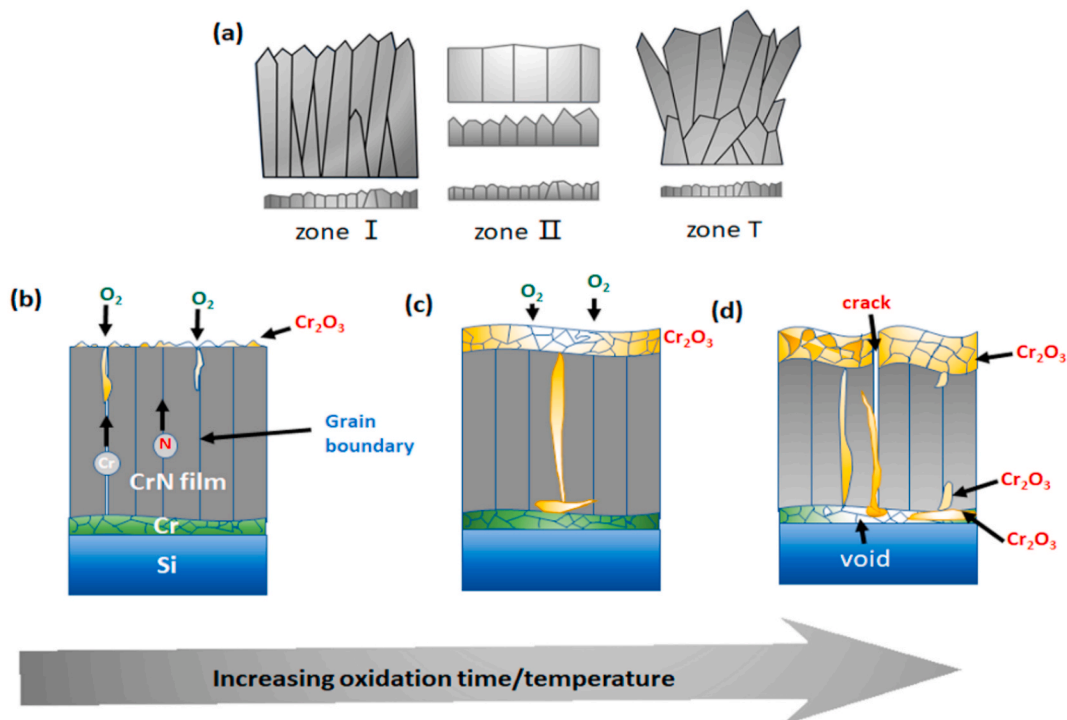 (a)
zone Ⅰ
zone Ⅱ
zone T
(b)
O₂
O₂
Cr₂O₃
Grain
boundary
Cr
N
CrN film
Cr
Si
(c)
O₂
O₂
Cr₂O₃
(d)
crack
Cr₂O₃
Cr₂O₃
Cr₂O₃
void
Increasing oxidation time/temperature